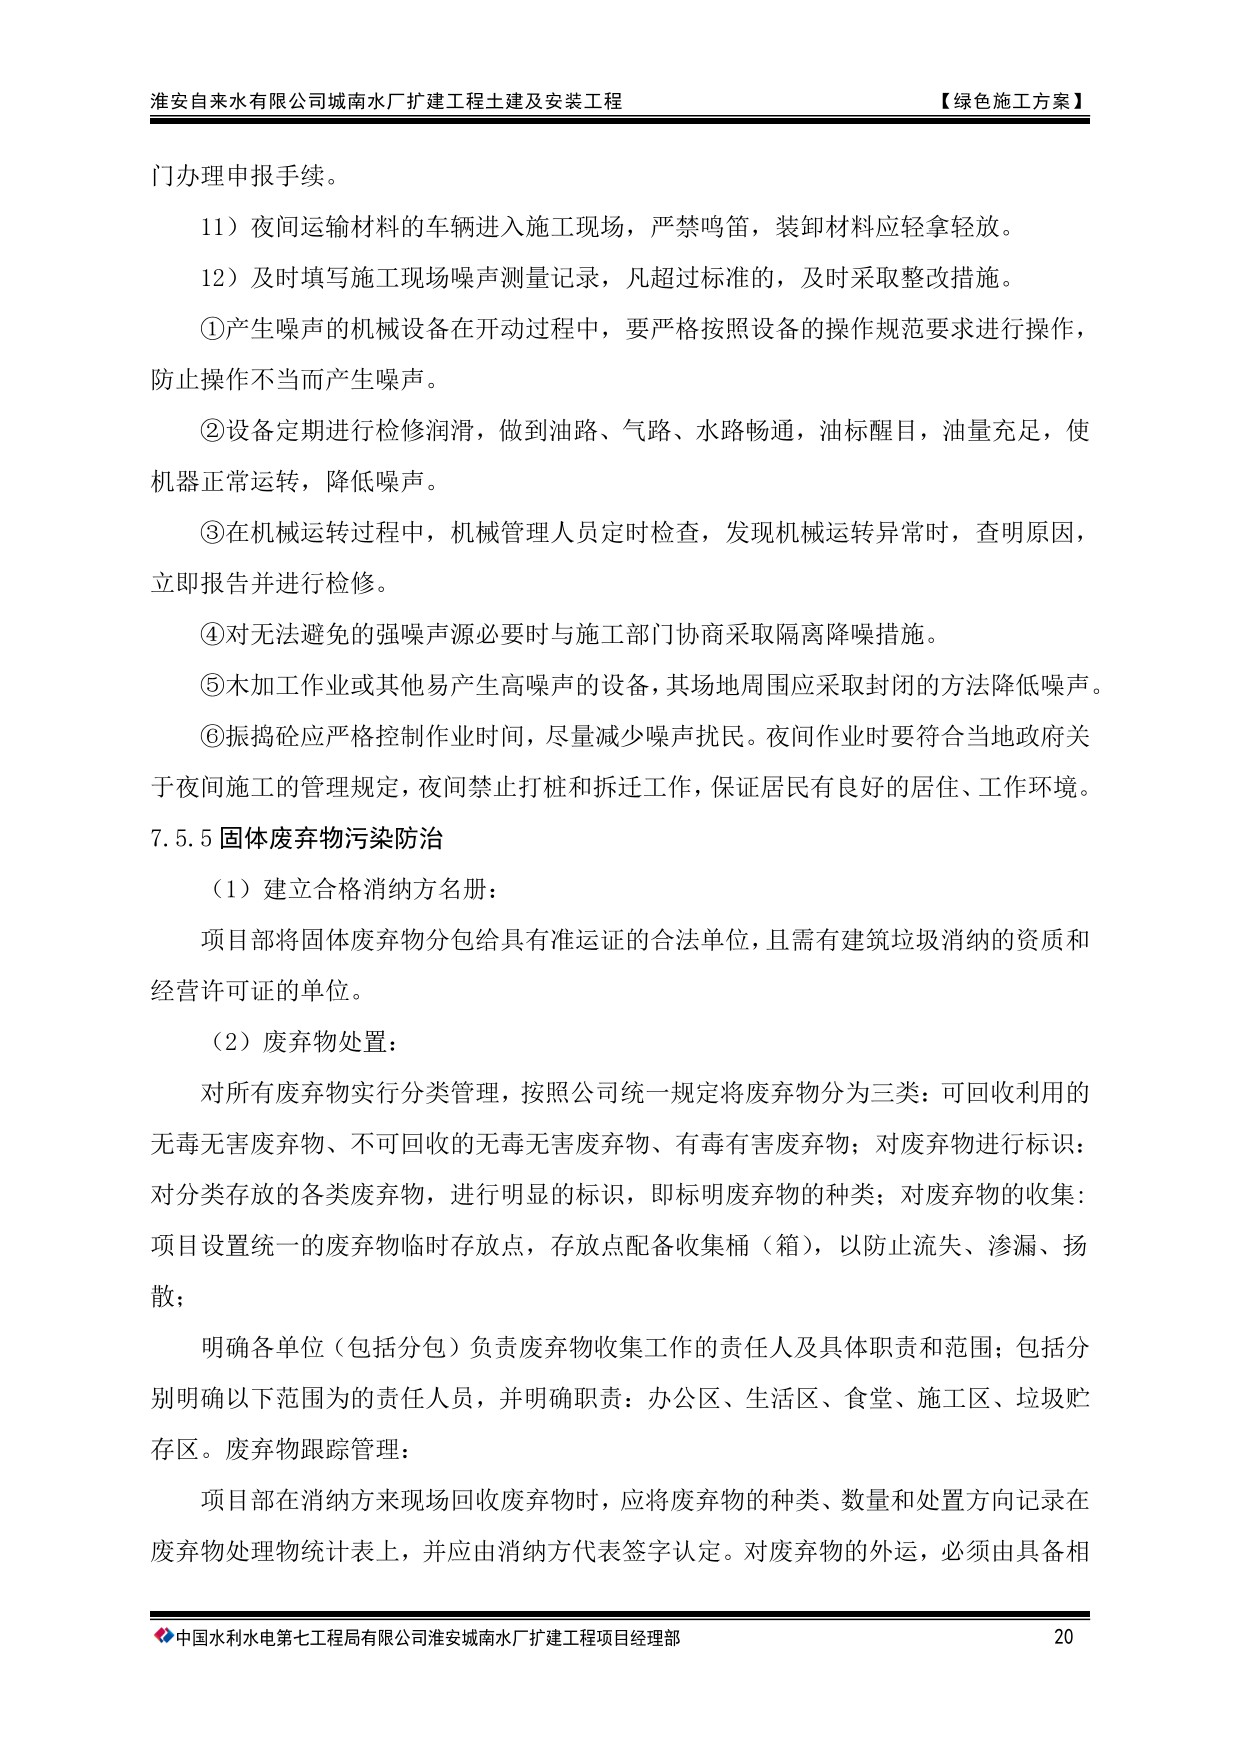 淮安自来水有限公司城南水厂扩建工程土建及安装工程 【绿色施工方案】
门办理申报手续。
11）夜间运输材料的车辆进入施工现场，严禁鸣笛，装卸材料应轻拿轻放。
12）及时填写施工现场噪声测量记录，凡超过标准的，及时采取整改措施。
①产生噪声的机械设备在开动过程中，要严格按照设备的操作规范要求进行操作，
防止操作不当而产生噪声。
②设备定期进行检修润滑，做到油路、气路、水路畅通，油标醒目，油量充足，使
机器正常运转，降低噪声。
③在机械运转过程中，机械管理人员定时检查，发现机械运转异常时，查明原因，
立即报告并进行检修。
④对无法避免的强噪声源必要时与施工部门协商采取隔离降噪措施。
⑤木加工作业或其他易产生高噪声的设备，其场地周围应采取封闭的方法降低噪声。
⑥振捣砼应严格控制作业时间，尽量减少噪声扰民。夜间作业时要符合当地政府关
于夜间施工的管理规定，夜间禁止打桩和拆迁工作，保证居民有良好的居住、工作环境。
7.5.5 固体废弃物污染防治
（1）建立合格消纳方名册：
项目部将固体废弃物分包给具有准运证的合法单位，且需有建筑垃圾消纳的资质和
经营许可证的单位。
（2）废弃物处置：
对所有废弃物实行分类管理，按照公司统一规定将废弃物分为三类：可回收利用的
无毒无害废弃物、不可回收的无毒无害废弃物、有毒有害废弃物；对废弃物进行标识：
对分类存放的各类废弃物，进行明显的标识，即标明废弃物的种类；对废弃物的收集：
项目设置统一的废弃物临时存放点，存放点配备收集桶（箱），以防止流失、渗漏、扬
散；
明确各单位（包括分包）负责废弃物收集工作的责任人及具体职责和范围；包括分
别明确以下范围为的责任人员，并明确职责：办公区、生活区、食堂、施工区、垃圾贮
存区。废弃物跟踪管理：
项目部在消纳方来现场回收废弃物时，应将废弃物的种类、数量和处置方向记录在
废弃物处理物统计表上，并应由消纳方代表签字认定。对废弃物的外运，必须由具备相
中国水利水电第七工程局有限公司淮安城南水厂扩建工程项目经理部 20